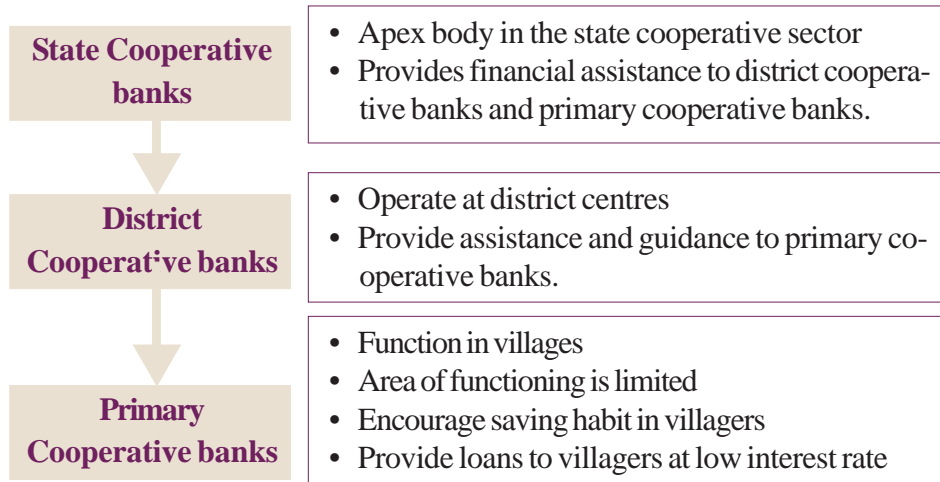 State Cooperative
banks
• Apex body in the state cooperative sector
• Provides financial assistance to district coopera-
tive banks and primary cooperative banks.
District
Cooperative banks
• Operate at district centres
• Provide assistance and guidance to primary co-
operative banks.
Primary
Cooperative banks
• Function in villages
• Area of functioning is limited
• Encourage saving habit in villagers
• Provide loans to villagers at low interest rate